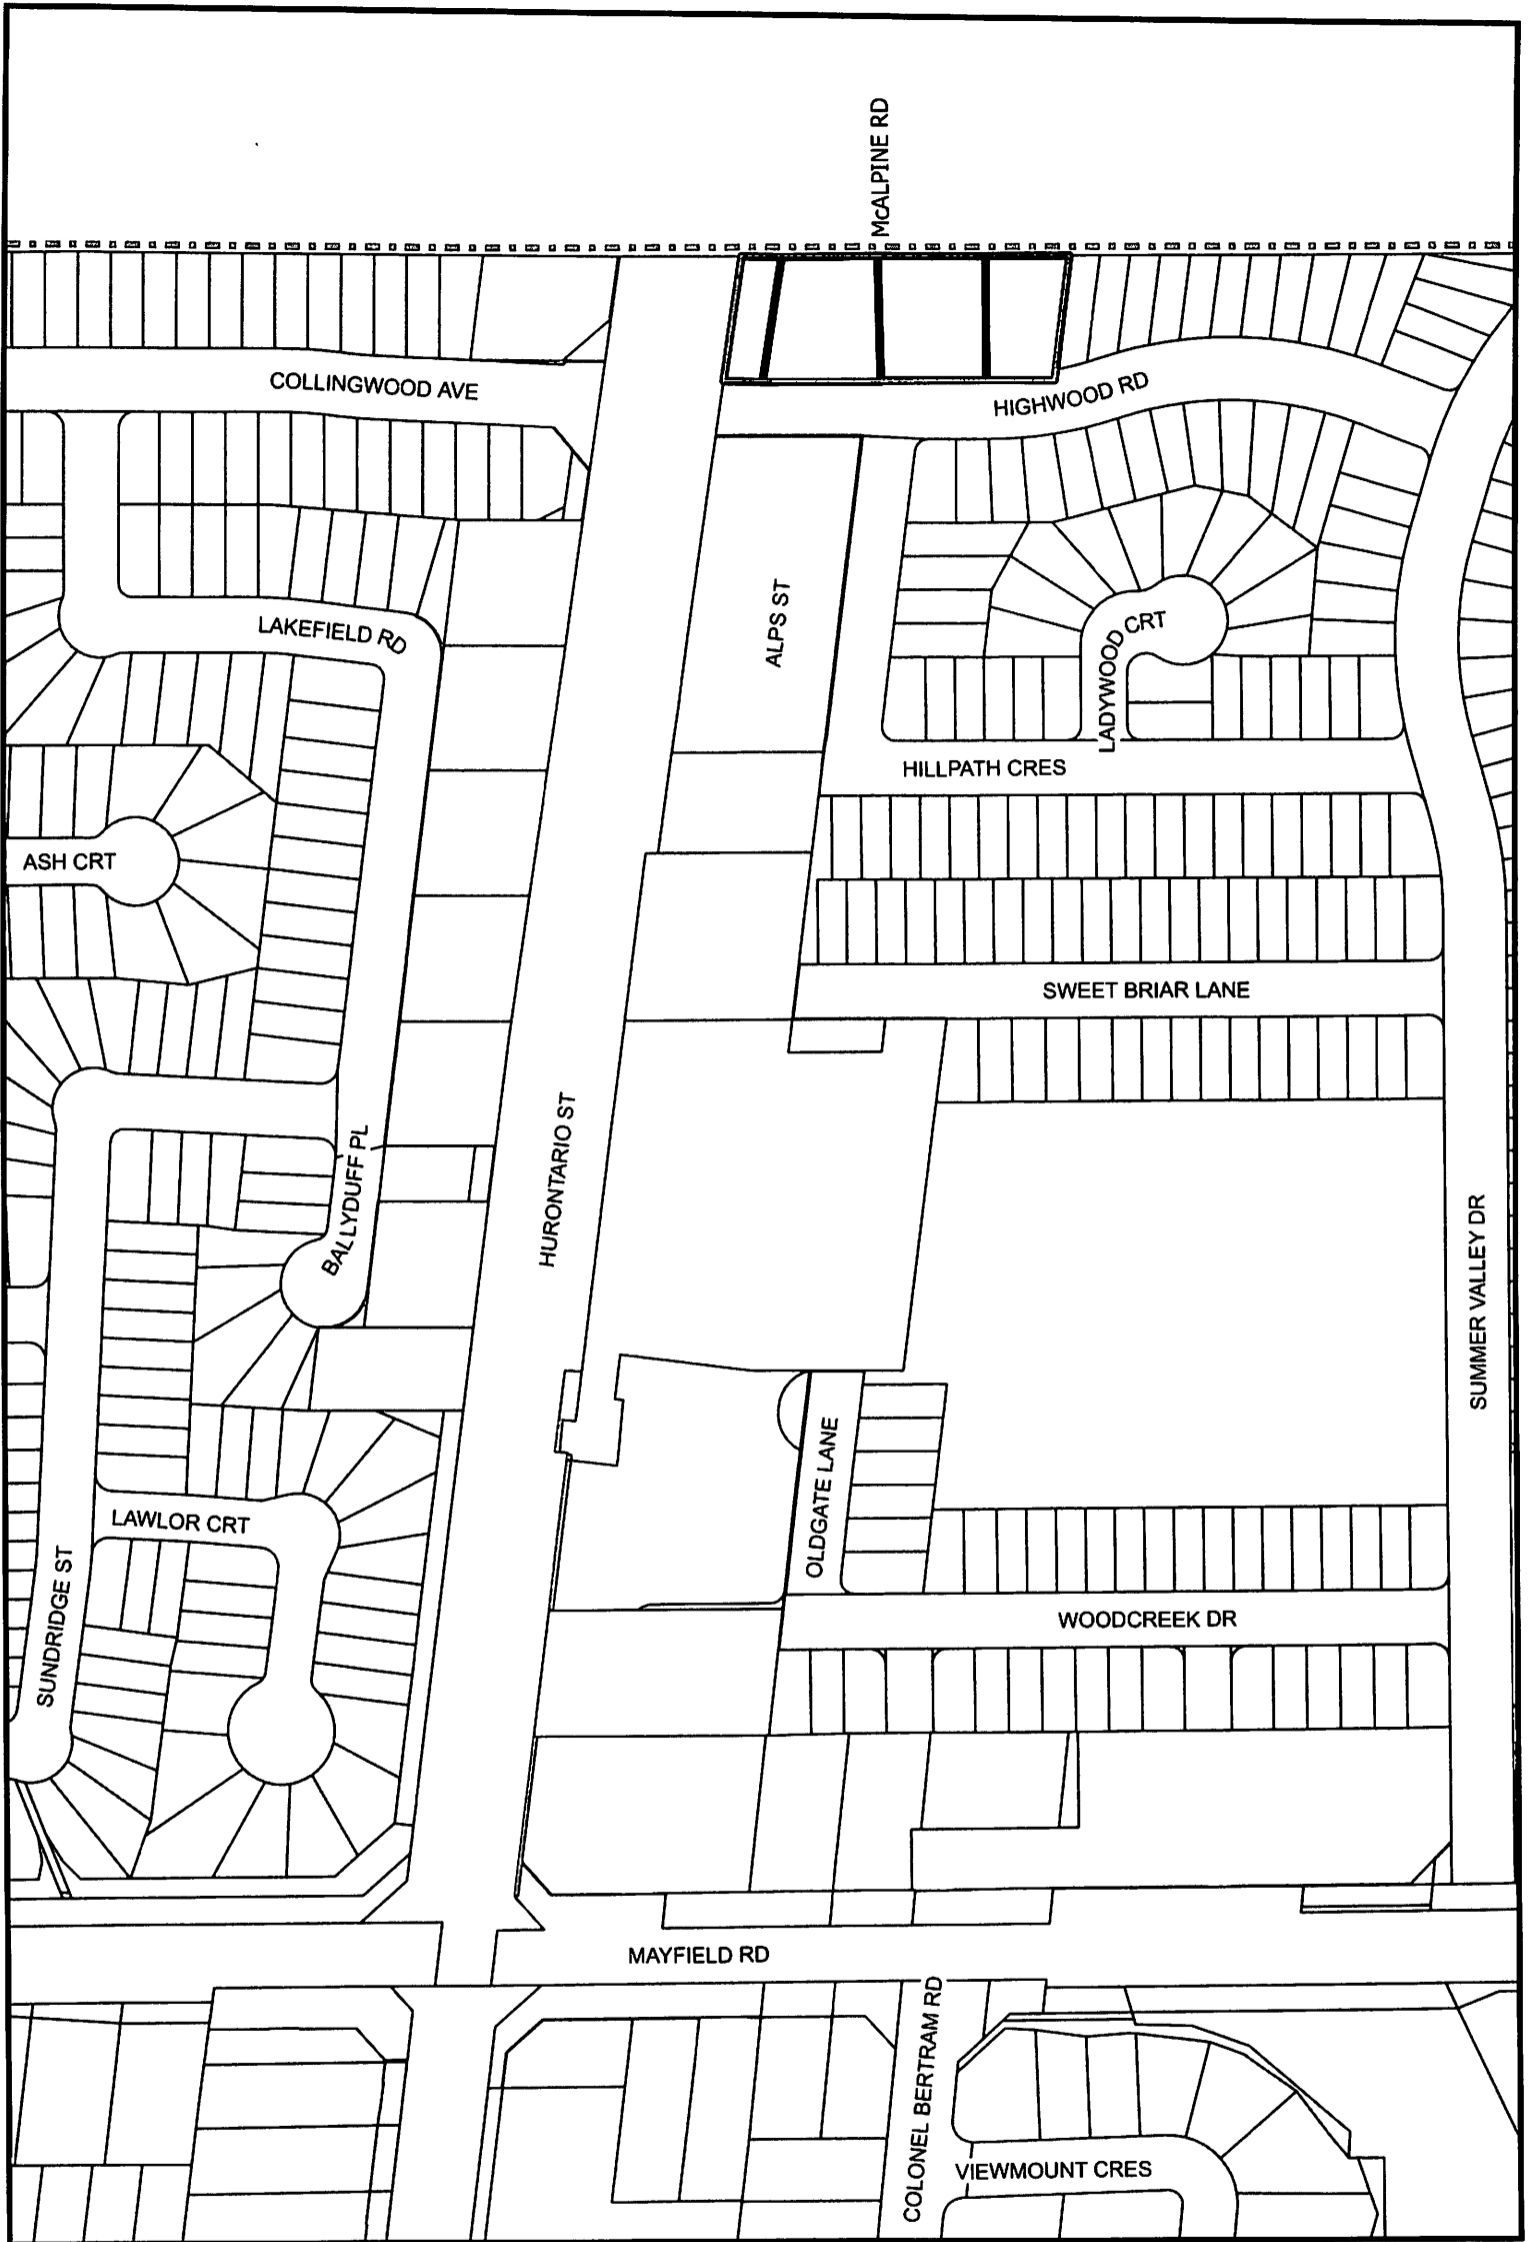 McALPINE RD
COLLINGWOOD AVE
HIGHWOOD RD
LAKEFIELD RD
ALPS ST
LADYWOOD CRT
HILLPATH CRES
ASH CRT
SWEET BRIAR LANE
HURONTARIO ST
BALLYDUFF PL
SUMMER VALLEY DR
OLDGATE LANE
LAWLOR CRT
SUNDRIDGE ST
WOODCREEK DR
MAYFIELD RD
COLONEL BERTRAM RD
VIEWMOUNT CRES